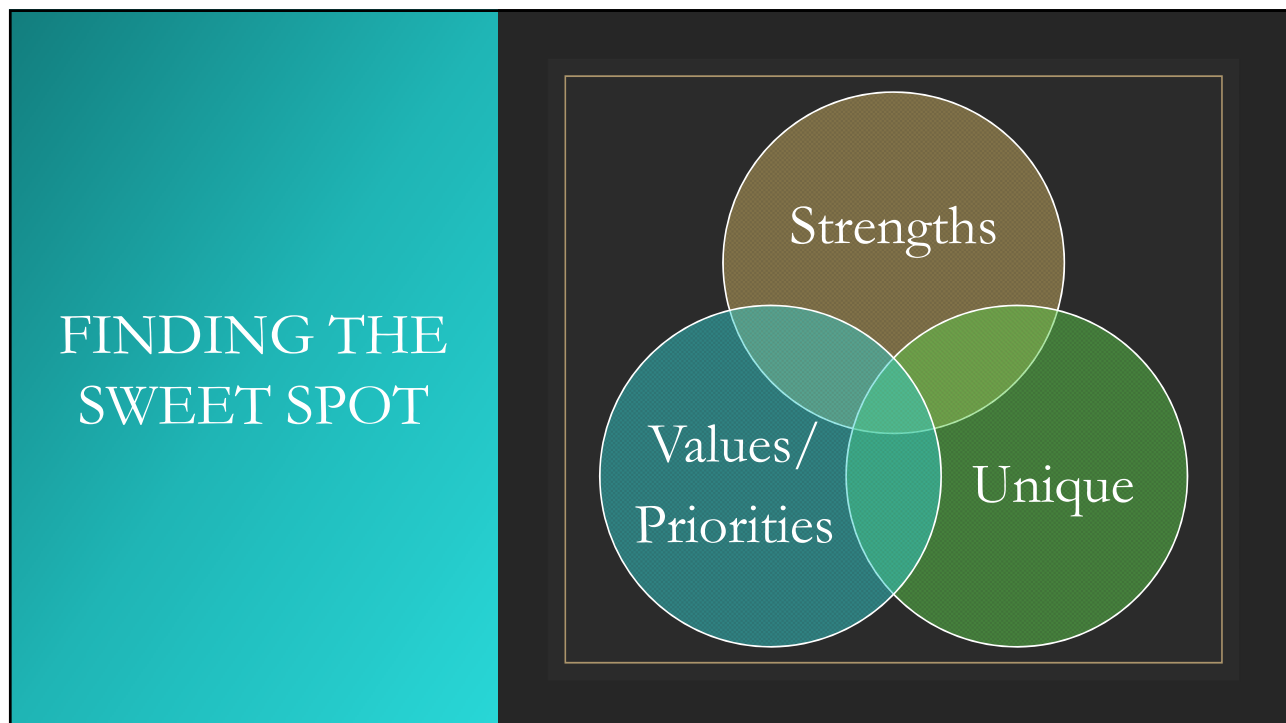 FINDING THE
SWEET SPOT
Strengths
Values/
Priorities
Unique